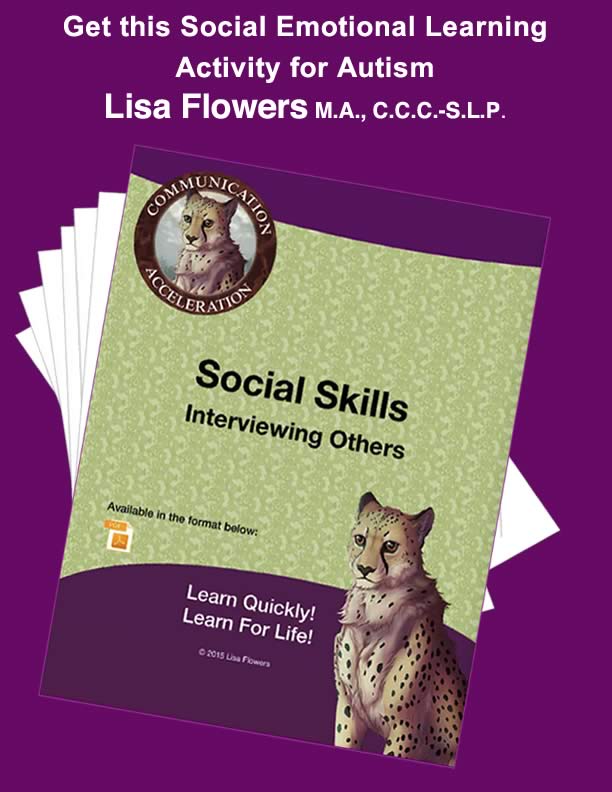 Get this Social Emotional Learning
Activity for Autism
Lisa Flowers M.A., C.C.C.-S.L.P.
COMMUNICATION
ACCELERATION
Social Skills
Interviewing Others
Available in the format below:
PDF
Learn Quickly!
Learn For Life!
© 2015 Lisa Flowers